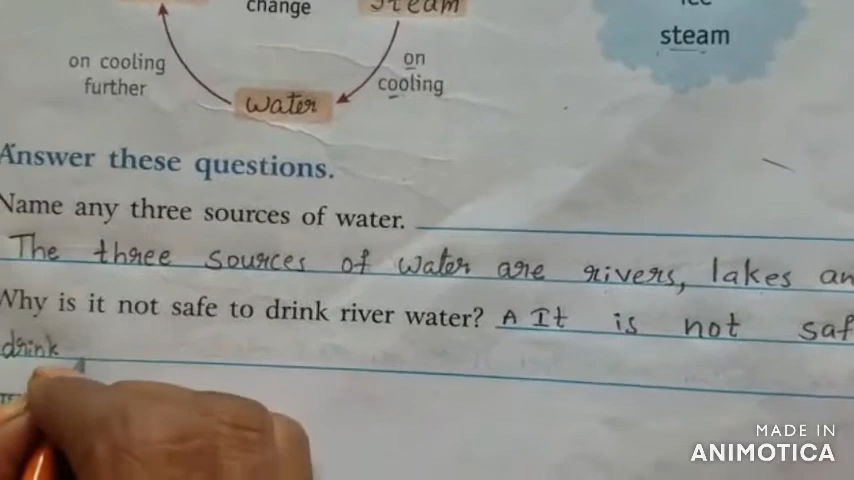 change
steam
ice
steam
on cooling
further
on
cooling
water
Answer these questions.
Name any three sources of water.
The three sources of water are rivers, lakes an
Why is it not safe to drink river water? A It is not saf
drink
MADE IN
ANIMOTICA